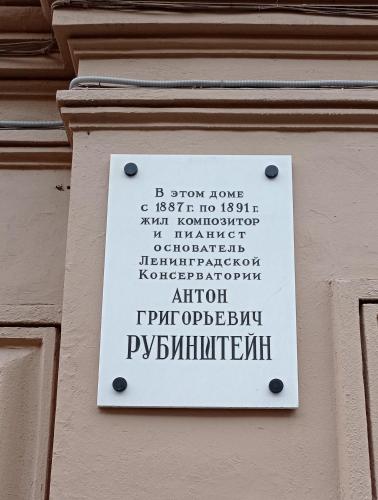 В этом доме
с 1887 г. по 1891 г.
жил композитор
и пианист
основатель
Ленинградской
Консерватории
Антон
Григорьевич
Рубинштейн